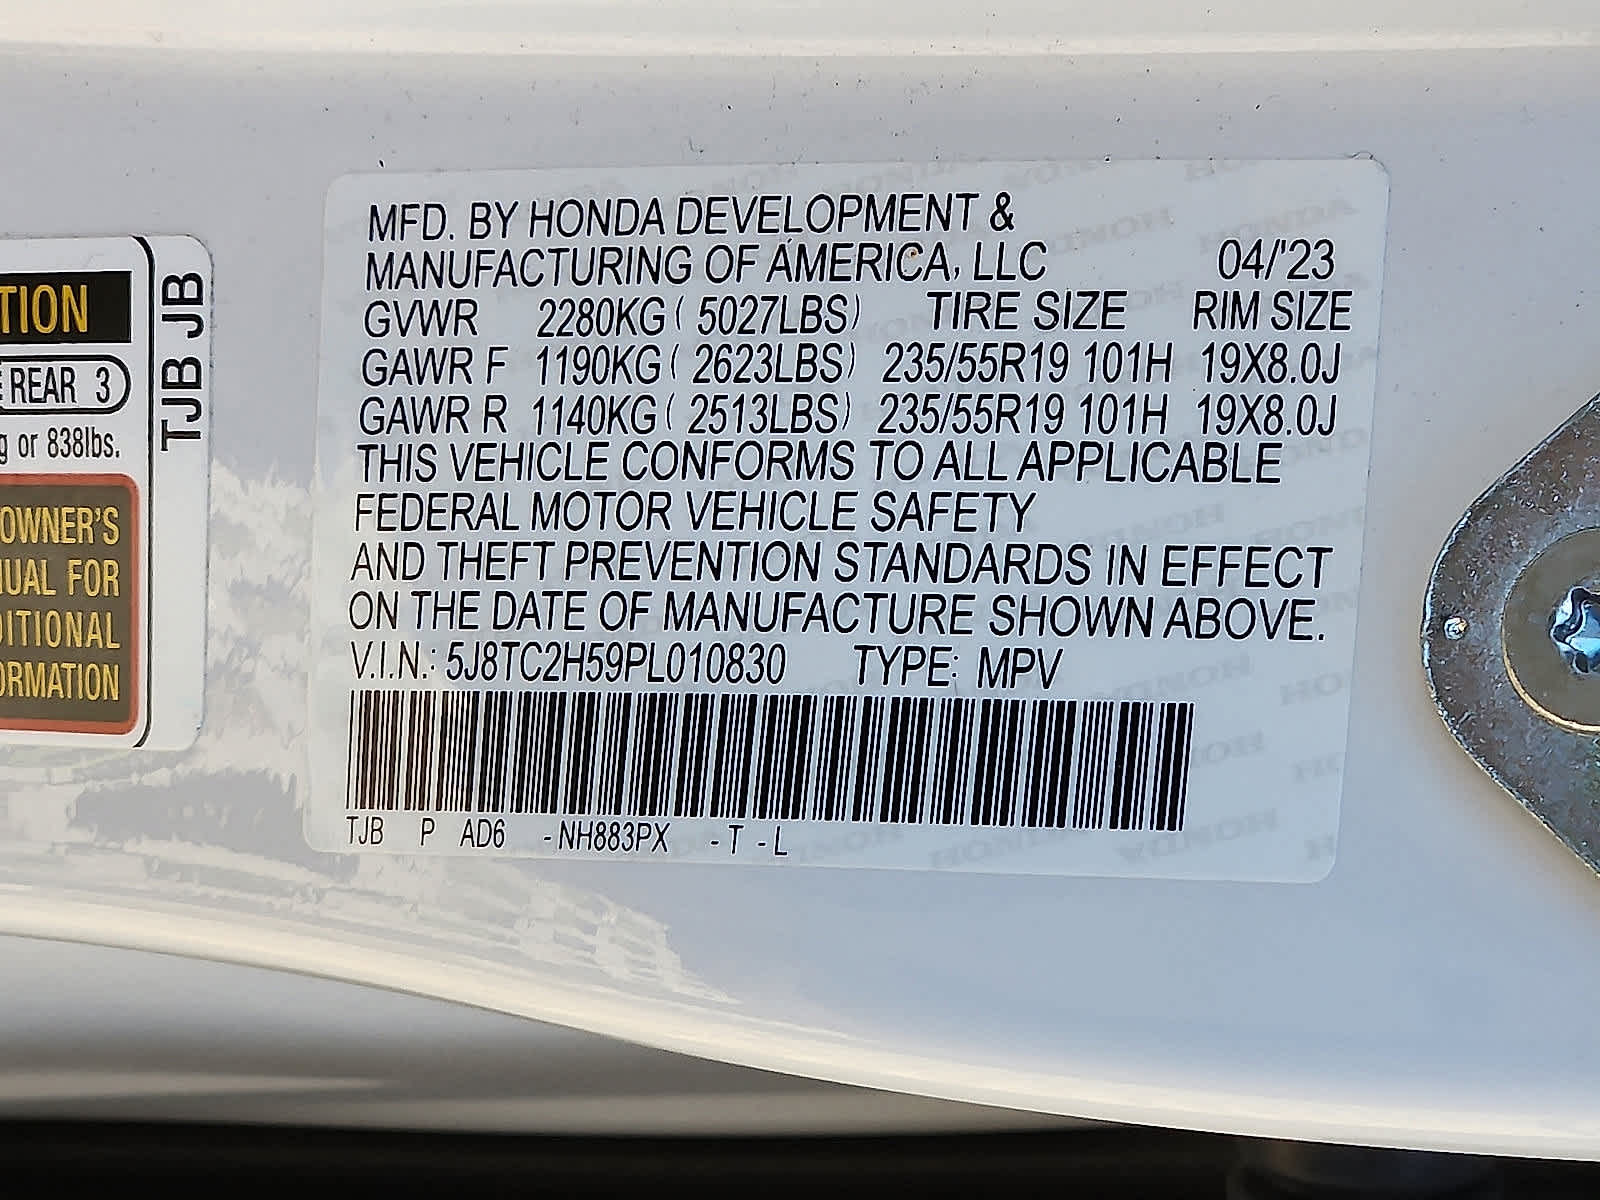 TION
REAR 3
g or 838lbs.
OWNER'S
NUAL FOR
DITIONAL
ORMATION
TJB JB
MFD. BY HONDA DEVELOPMENT &
MANUFACTURING OF AMERICA, LLC 04/'23
GVWR 2280KG ( 5027LBS) TIRE SIZE RIM SIZE
GAWR F 1190KG ( 2623LBS) 235/55R19 101H 19X8.0J
GAWR R 1140KG ( 2513LBS) 235/55R19 101H 19X8.0J
THIS VEHICLE CONFORMS TO ALL APPLICABLE
FEDERAL MOTOR VEHICLE SAFETY
AND THEFT PREVENTION STANDARDS IN EFFECT
ON THE DATE OF MANUFACTURE SHOWN ABOVE.
V.I.N.: 5J8TC2H59PL010830 TYPE: MPV
TJB P AD6 -NH883PX -T -L